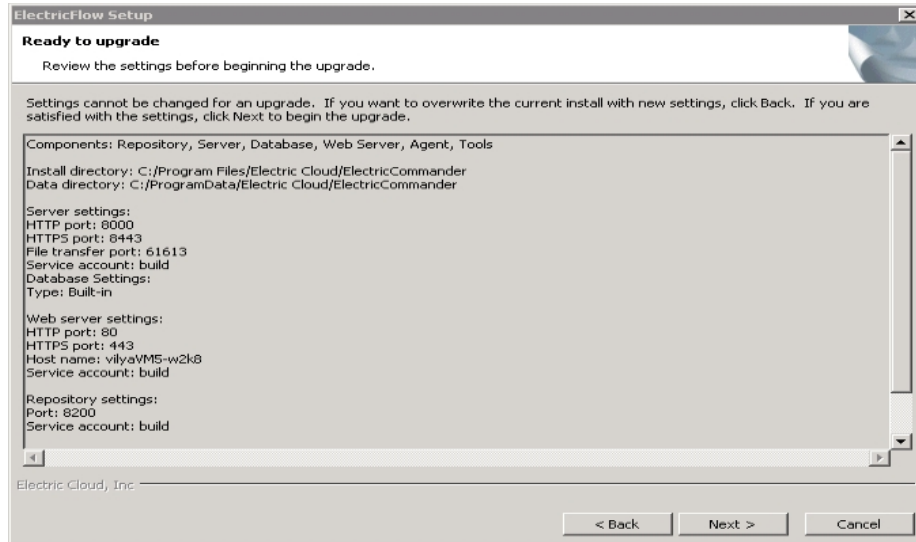 ElectricFlow Setup
Ready to upgrade
Review the settings before beginning the upgrade.
Settings cannot be changed for an upgrade. If you want to overwrite the current install with new settings, click Back. If you are
satisfied with the settings, click Next to begin the upgrade.
Components: Repository, Server, Database, Web Server, Agent, Tools
Install directory: C:/Program Files/Electric Cloud/ElectricCommander
Data directory: C:/ProgramData/Electric Cloud/ElectricCommander
Server settings:
HTTP port: 8000
HTTPS port: 8443
File transfer port: 61613
Service account: build
Database Settings:
Type: Built-in
Web server settings:
HTTP port: 80
HTTPS port: 443
Host name: vilyaVM5-w2k8
Service account: build
Repository settings:
Port: 8200
Service account: build
Electric Cloud, Inc
< Back Next > Cancel